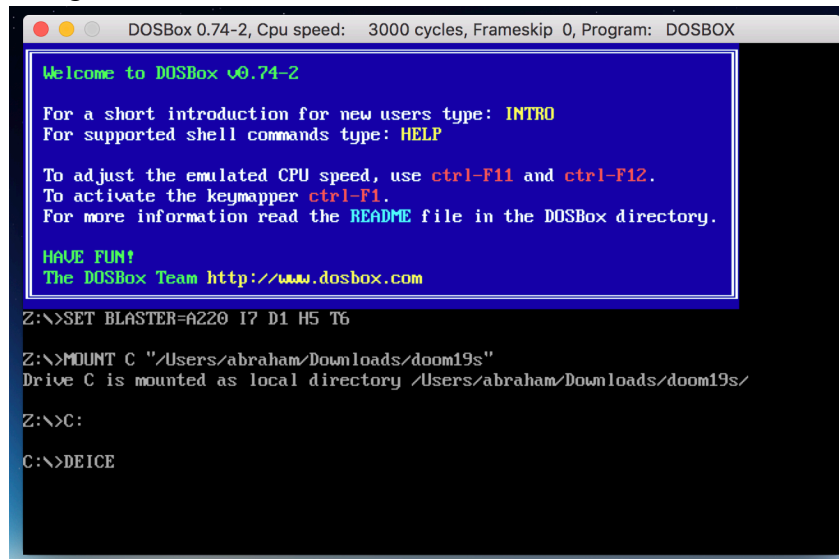 DOSBox 0.74-2, Cpu speed: 3000 cycles, Frameskip 0, Program: DOSBOX
Welcome to DOSBox v0.74-2
For a short introduction for new users type: INTRO
For supported shell commands type: HELP
To adjust the emulated CPU speed, use ctrl-F11 and ctrl-F12.
To activate the keymapper ctrl-F1.
For more information read the README file in the DOSBox directory.
HAVE FUN!
The DOSBox Team http://www.dosbox.com
Z:\>SET BLASTER=A220 I7 D1 H5 T6
Z:\>MOUNT C "/Users/abraham/Downloads/doom19s"
Drive C is mounted as local directory /Users/abraham/Downloads/doom19s/
Z:\>C:
C:\>DEICE